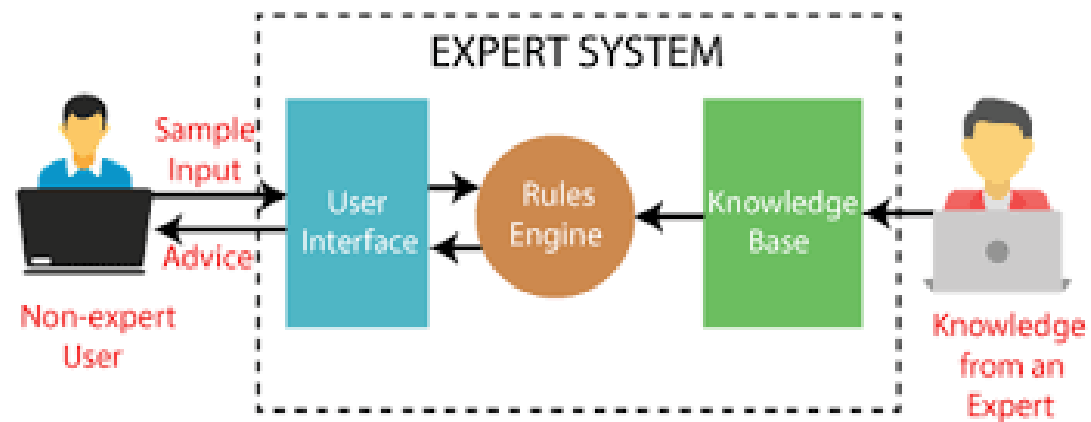 EXPERT SYSTEM
Sample
Input
Advice
Non-expert
User
User
Interface
Rules
Engine
Knowledge
Base
Knowledge
from an
Expert